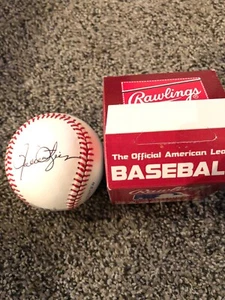 Rawlings
The Official American Lea
BASEBAL